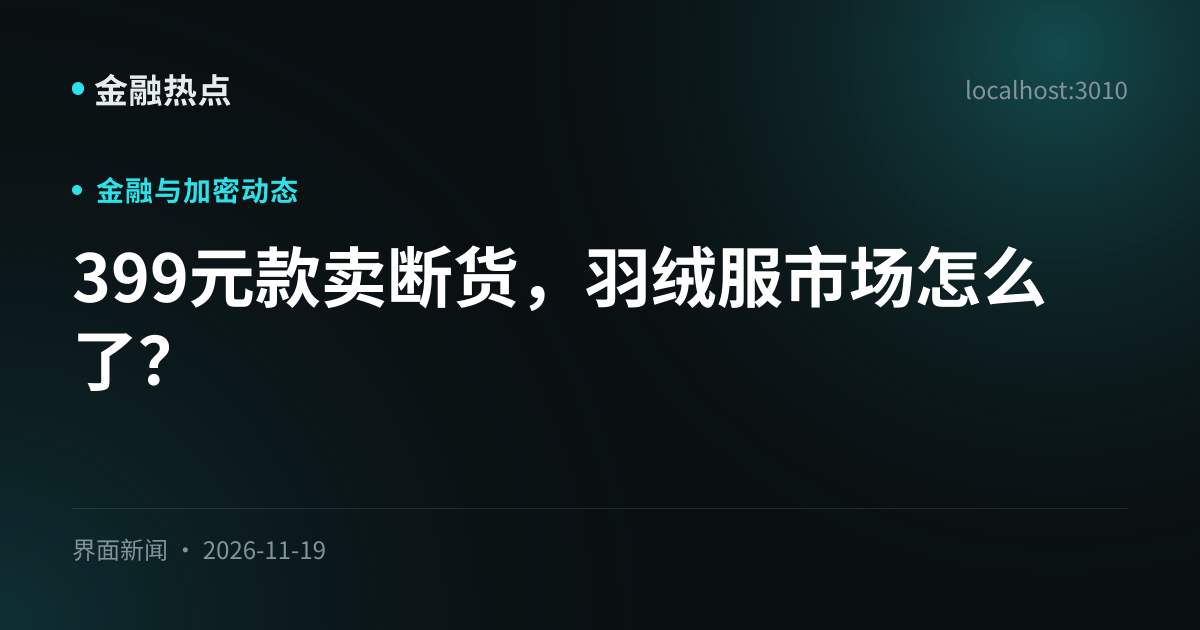 金融热点
localhost:3010
金融与加密动态
399元款卖断货，羽绒服市场怎么
了？
界面新闻 • 2026-11-19